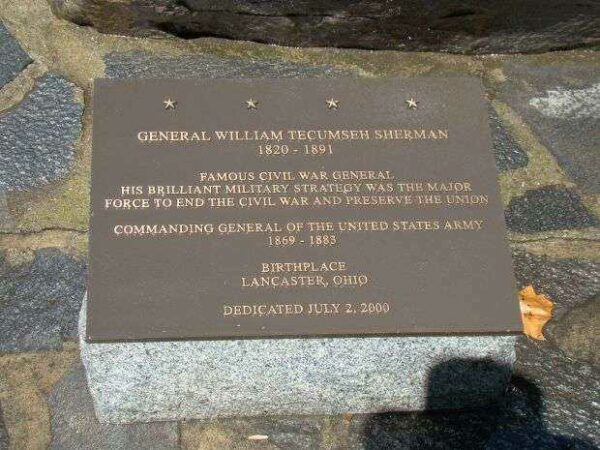 GENERAL WILLIAM TECUMSEH SHERMAN
1820 - 1891
FAMOUS CIVIL WAR GENERAL
HIS BRILLIANT MILITARY STRATEGY WAS THE MAJOR
FORCE TO END THE CIVIL WAR AND PRESERVE THE UNION
COMMANDING GENERAL OF THE UNITED STATES ARMY
1869 - 1883
BIRTHPLACE
LANCASTER, OHIO
DEDICATED JULY 2, 2000